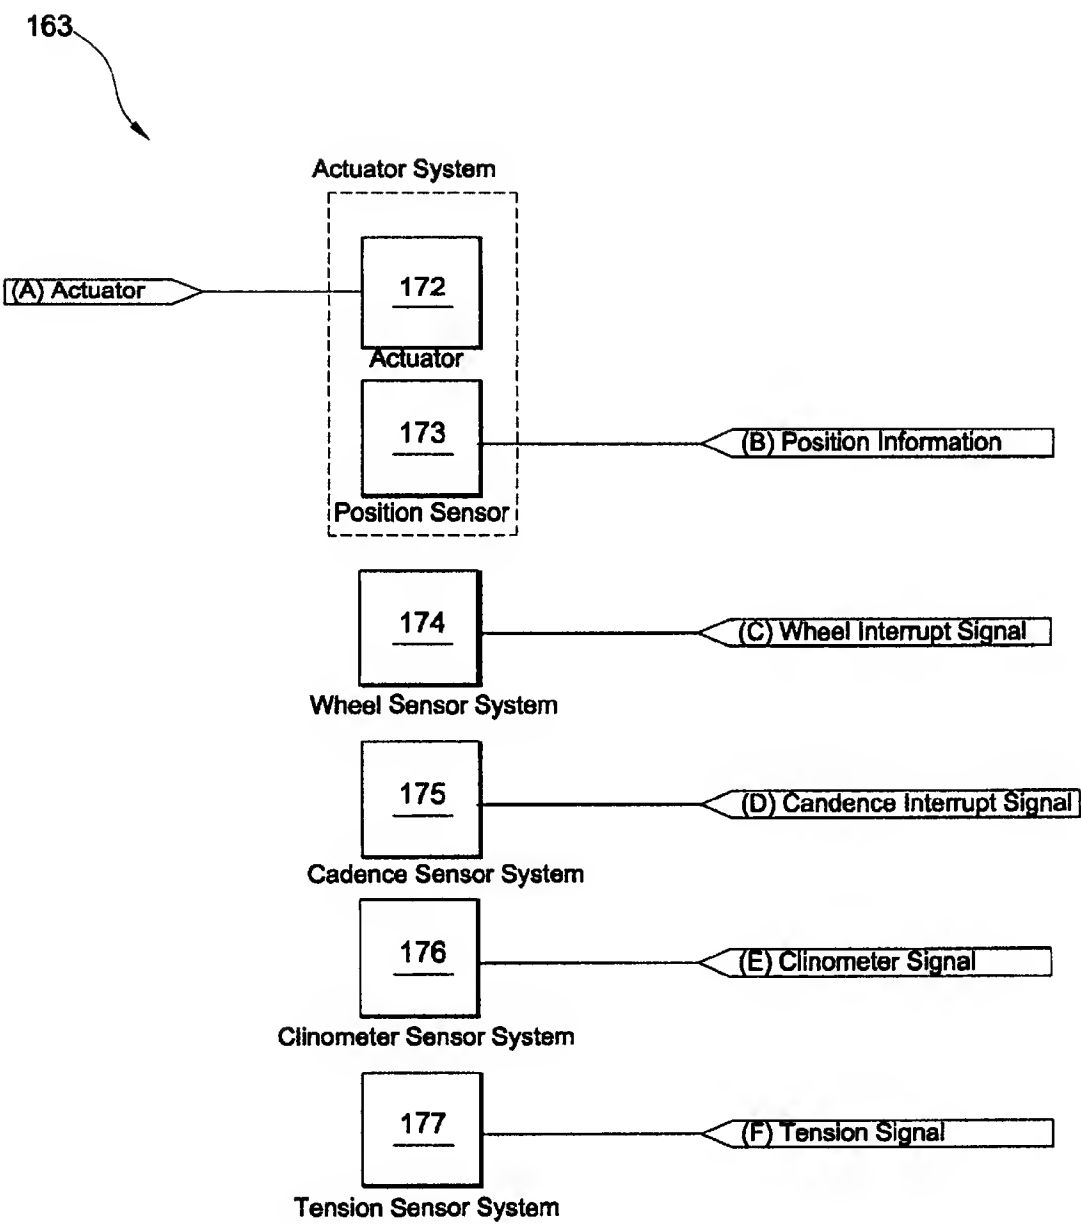 163
Actuator System
172
(A) Actuator
Actuator
173
(B) Position Information
Position Sensor
174
(C) Wheel Interrupt Signal
Wheel Sensor System
175
(D) Candence Interrupt Signal
Cadence Sensor System
176
(E) Clinometer Signal
Clinometer Sensor System
177
(F) Tension Signal
Tension Sensor System